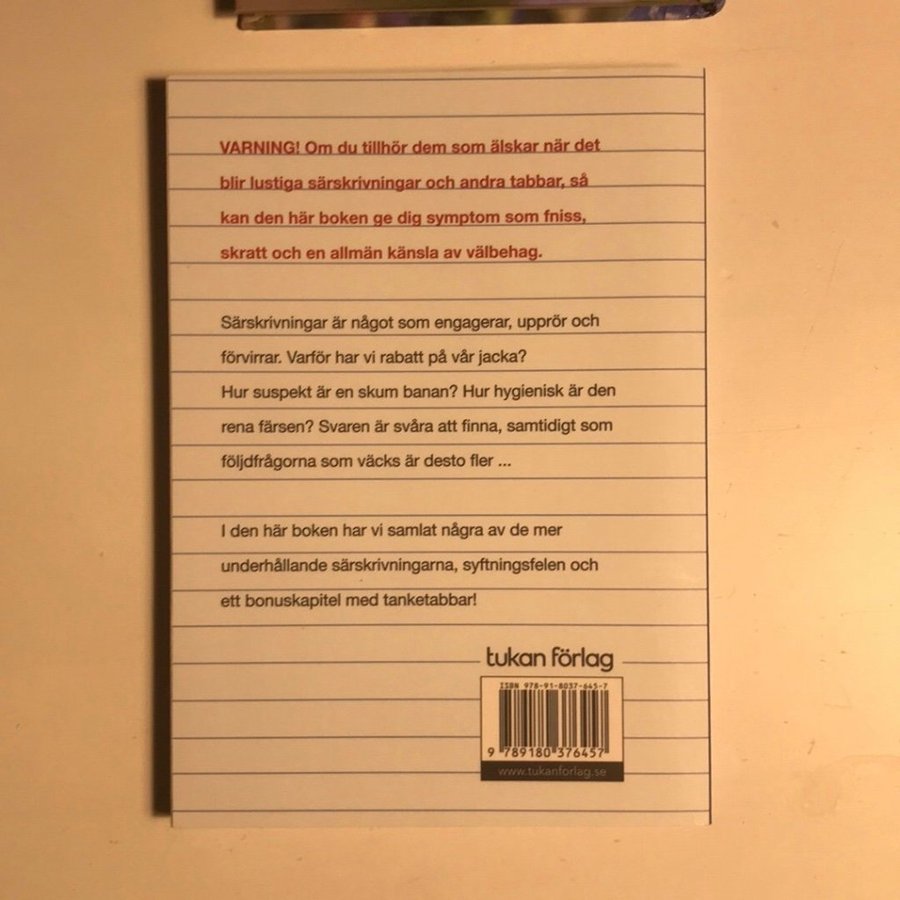 VARNING! Om du tillhör dem som älskar när det
blir lustiga särskrivningar och andra tabbar, så
kan den här boken ge dig symptom som fniss,
skratt och en allmän känsla av välbehag.
Särskrivningar är något som engagerar, upprör och
förvirrar. Varför har vi rabatt på vår jacka?
Hur suspekt är en skum banan? Hur hygienisk är den
rena färsen? Svaren är svåra att finna, samtidigt som
följdfrågorna som väcks är desto fler ...
I den här boken har vi samlat några av de mer
underhållande särskrivningarna, syftningsfelen och
ett bonuskapitel med tanketabbar!
tukan förlag
ISBN 978-91-8037-645-7
9 789180 376457
www.tukanforlag.se